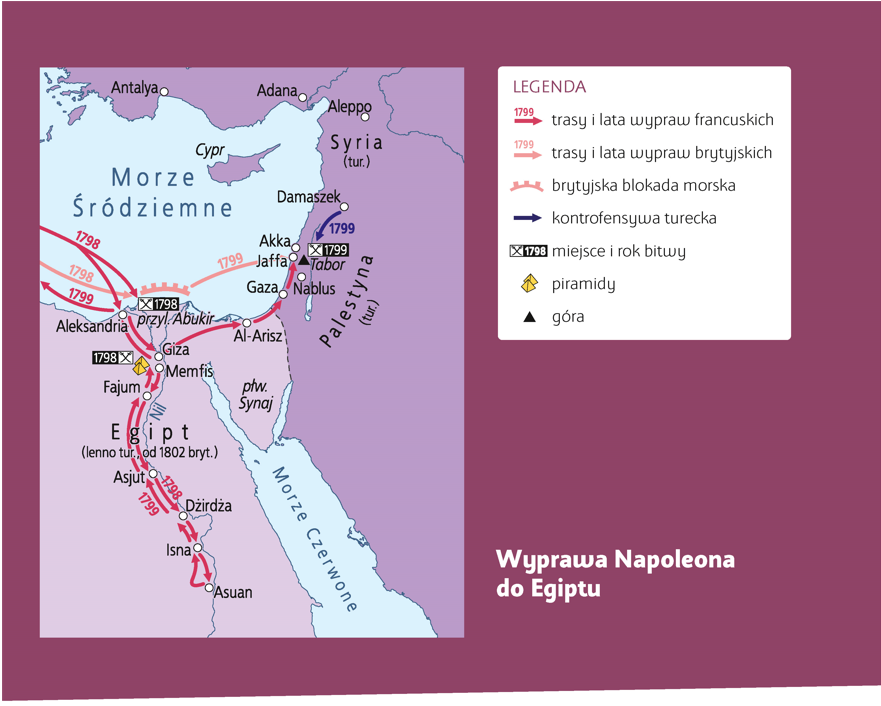 Antalya
Adana
Aleppo
Cypr
Syria
(tur.)
Morze
Śródziemne
Damaszek
1799
1798
Akka
1799
1799
Jaffa
Tabor
1798
Gaza
Nablus
1799
1798
przyl. Abukir
Palestyna
(tur.)
Aleksandria
Al-Arisz
Giza
1798
Memfis
Fajum
płw.
Synaj
Nil
Egipt
(lenno tur., od 1802 bryt.)
Asjut
1798
1799
Morze Czerwone
Dżirdża
Isna
Asuan
LEGENDA
1799 trasy i lata wypraw francuskich
1799 trasy i lata wypraw brytyjskich
brytyjska blokada morska
kontrofensywa turecka
1798 miejsce i rok bitwy
piramidy
góra
Wyprawa Napoleona
do Egiptu